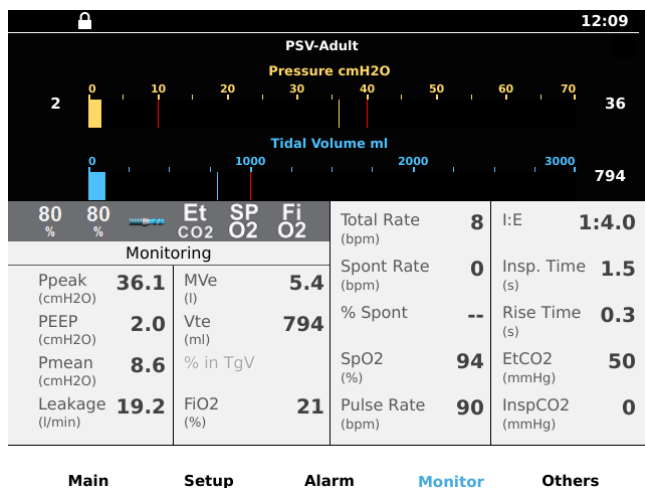 12:09
PSV-Adult
Pressure cmH2O
0 10 20 30 40 50 60 70
2 36
Tidal Volume ml
0 1000 2000 3000
794
80 % 80 % Et CO2 SP O2 Fi O2
Monitoring
Ppeak (cmH2O) 36.1
PEEP (cmH2O) 2.0
Pmean (cmH2O) 8.6
Leakage (l/min) 19.2
MVe (l) 5.4
Vte (ml) 794
% in TgV
FiO2 (%) 21
Total Rate (bpm) 8
Spont Rate (bpm) 0
% Spont --
SpO2 (%) 94
Pulse Rate (bpm) 90
I:E 1:4.0
Insp. Time (s) 1.5
Rise Time (s) 0.3
EtCO2 (mmHg) 50
InspCO2 (mmHg) 0
Main Setup Alarm Monitor Others